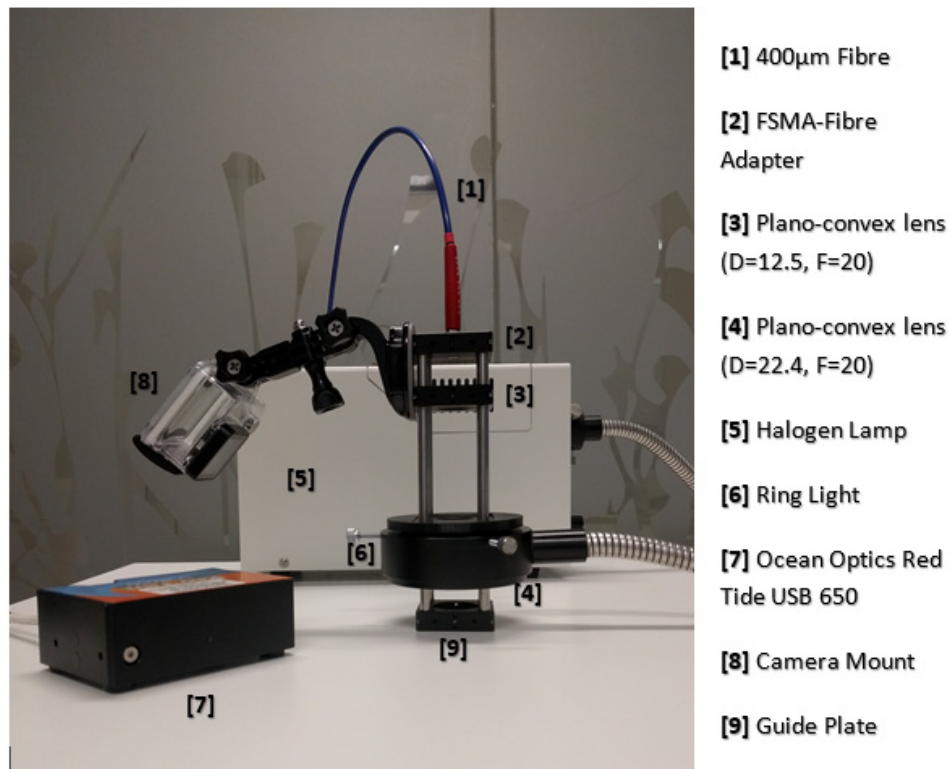 [1] 400μm Fibre
[2] FSMA-Fibre
Adapter
[3] Plano-convex lens
(D=12.5, F=20)
[4] Plano-convex lens
(D=22.4, F=20)
[5] Halogen Lamp
[6] Ring Light
[7] Ocean Optics Red
Tide USB 650
[8] Camera Mount
[9] Guide Plate
[1]
[2]
[3]
[8]
[5]
[6]
[4]
[9]
[7]